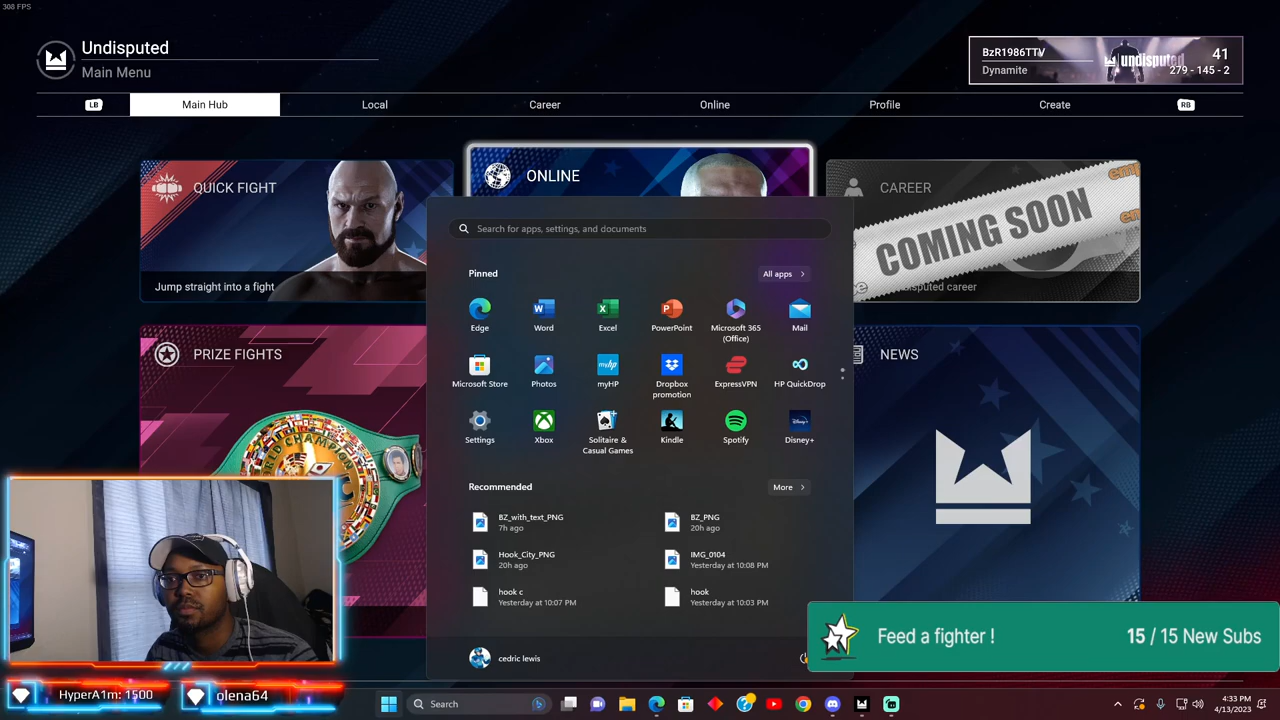 308 FPS
Undisputed
Main Menu
BzR1986TTV
Dynamite
undisputed
41
279 - 145 - 2
LB
Main Hub
Local
Career
Online
Profile
Create
RB
QUICK FIGHT
Jump straight into a fight
ONLINE
CAREER
COMING SOON
PRIZE FIGHTS
NEWS
Search for apps, settings, and documents
Pinned
All apps
Edge
Word
Excel
PowerPoint
Microsoft 365
(Office)
Mail
Microsoft Store
Photos
myHP
Dropbox
promotion
ExpressVPN
HP QuickDrop
Settings
Xbox
Solitaire &
Casual Games
Kindle
Spotify
Disney+
Recommended
More
BZ_with_text_PNG
7h ago
BZ_PNG
20h ago
Hook_City_PNG
20h ago
IMG_0104
Yesterday at 10:08 PM
hook c
Yesterday at 10:07 PM
hook
Yesterday at 10:03 PM
cedric lewis
Feed a fighter !
15 / 15 New Subs
HyperA1m: 1500
olena64
Search
4:33 PM
4/13/2023